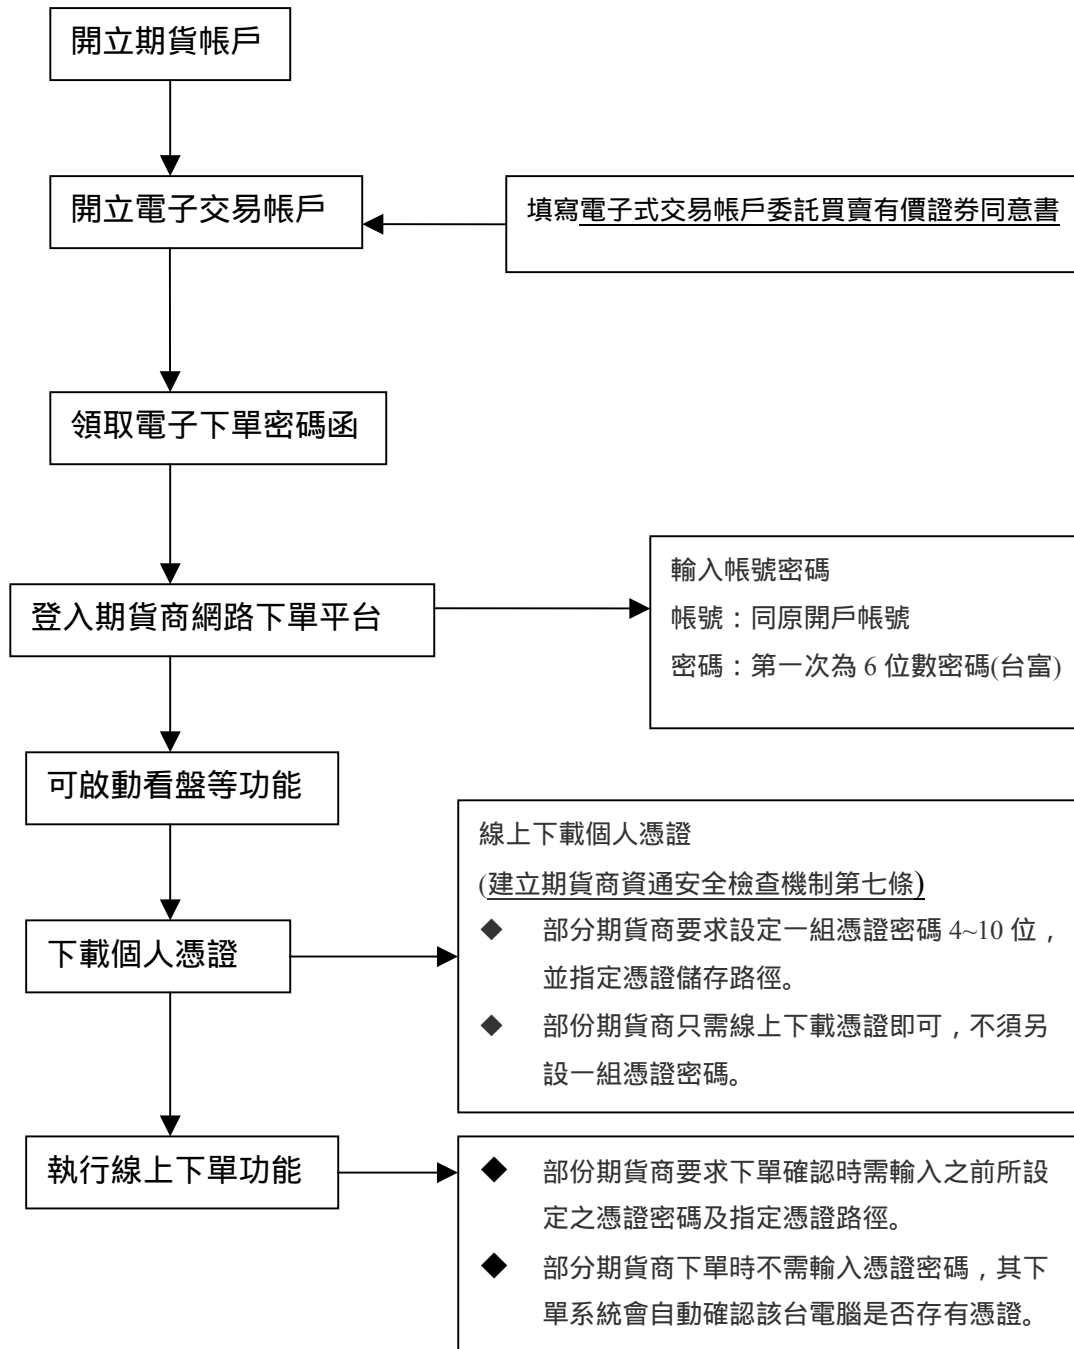 開立期貨帳戶
開立電子交易帳戶
填寫電子式交易帳戶委託買賣有價證券同意書
領取電子下單密碼函
登入期貨商網路下單平台
輸入帳號密碼
帳號：同原開戶帳號
密碼：第一次為 6 位數密碼(台富)
可啟動看盤等功能
線上下載個人憑證
(建立期貨商資通安全檢查機制第七條)
◆ 部分期貨商要求設定一組憑證密碼 4~10 位，
並指定憑證儲存路徑。
◆ 部份期貨商只需線上下載憑證即可，不須另
設一組憑證密碼。
下載個人憑證
執行線上下單功能
◆ 部份期貨商要求下單確認時需輸入之前所設
定之憑證密碼及指定憑證路徑。
◆ 部分期貨商下單時不需輸入憑證密碼，其下
單系統會自動確認該台電腦是否存有憑證。